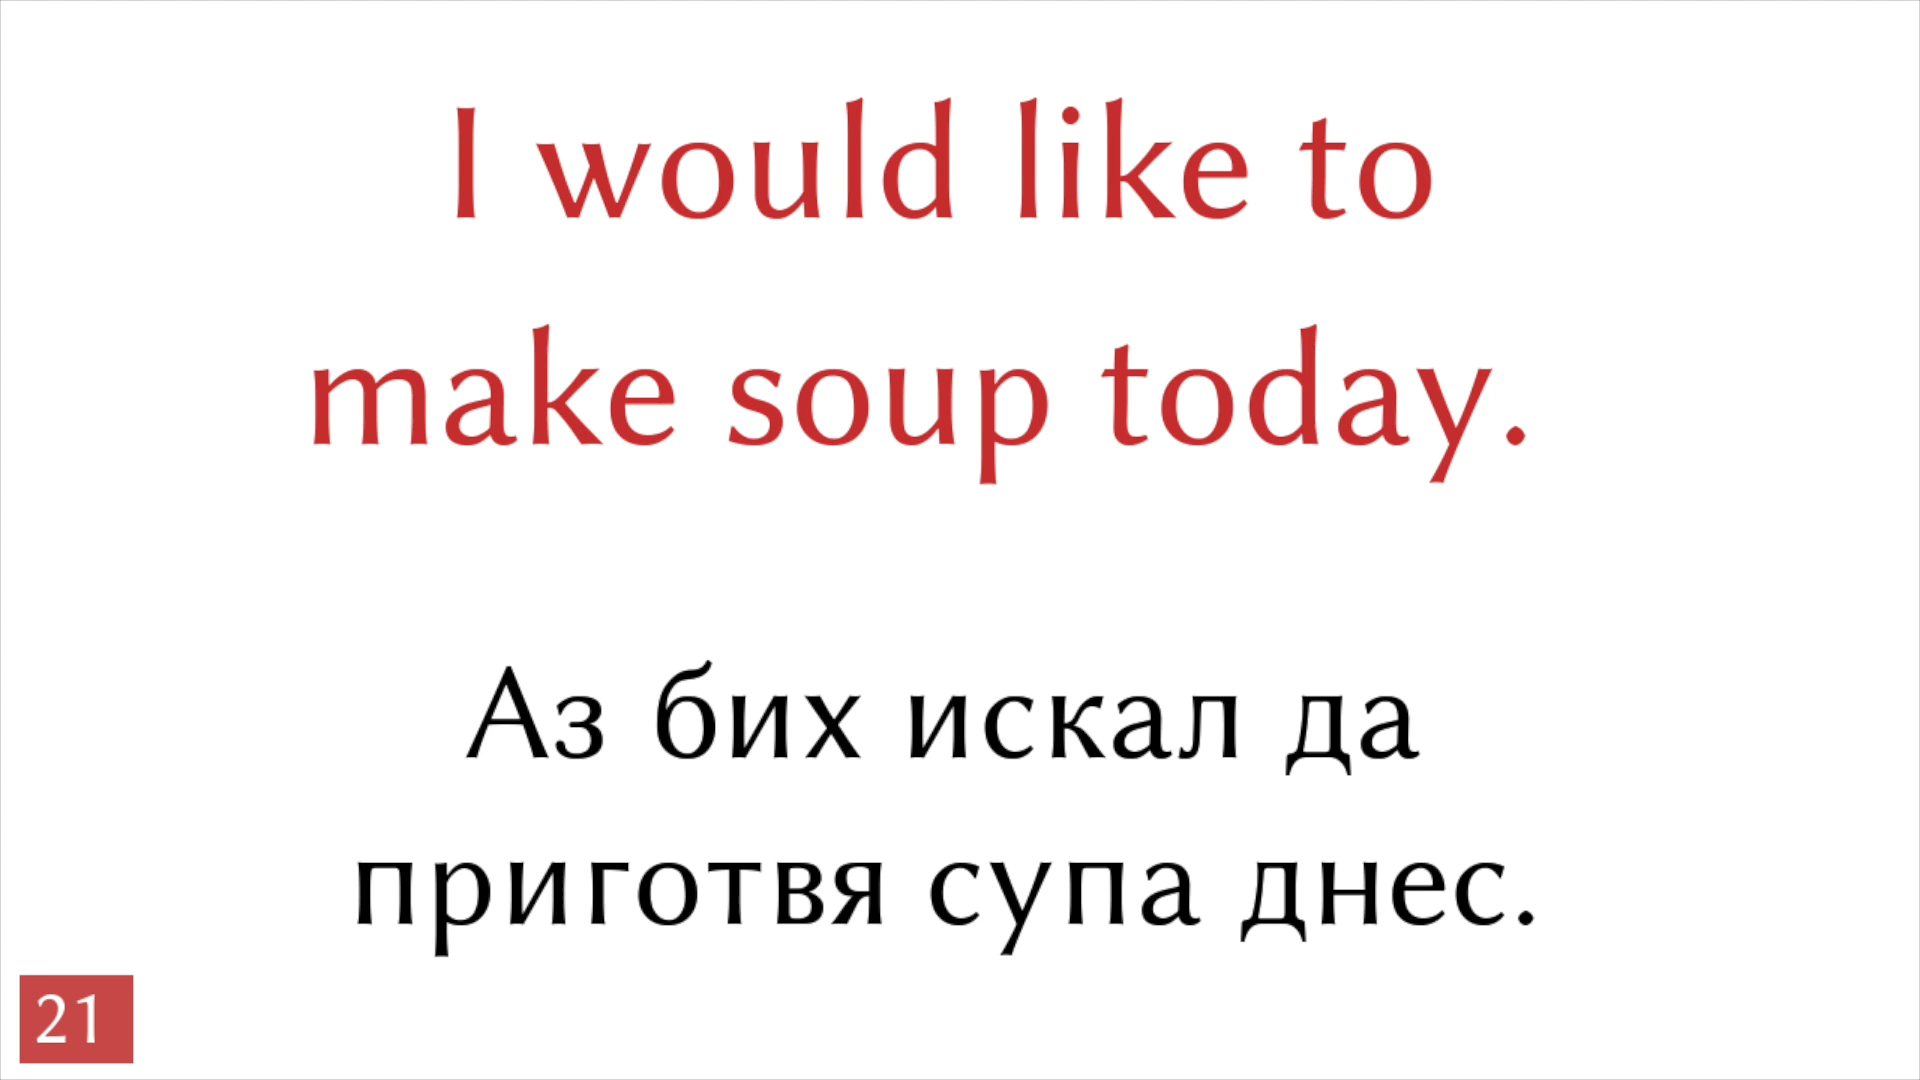 I would like to
make soup today.
Аз бих искал да
приготвя супа днес.
21